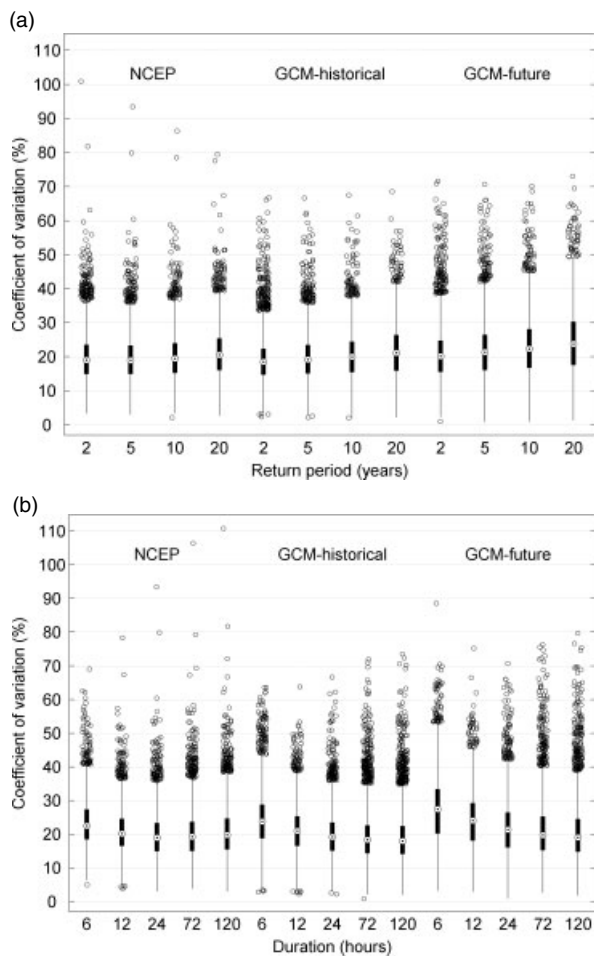 (a)
110
100
90
80
70
60
50
40
30
20
10
0
Coefficient of variation (%)
NCEP GCM-historical GCM-future
2 5 10 20 2 5 10 20 2 5 10 20
Return period (years)
(b)
110
100
90
80
70
60
50
40
30
20
10
0
Coefficient of variation (%)
NCEP GCM-historical GCM-future
6 12 24 72 120 6 12 24 72 120 6 12 24 72 120
Duration (hours)